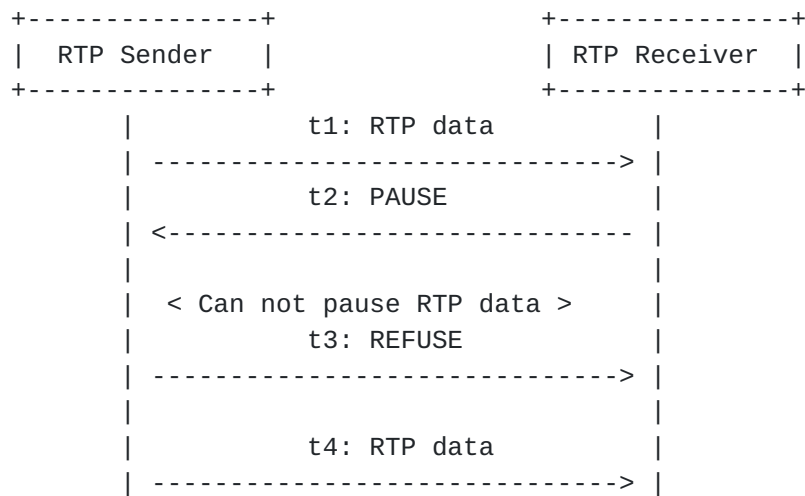 +---------------+                 +---------------+
|  RTP Sender   |                 | RTP Receiver  |
+---------------+                 +---------------+
       |           t1: RTP data          |
       | ------------------------------> |
       |           t2: PAUSE             |
       | <------------------------------ |
       |                                 |
       |  < Can not pause RTP data >     |
       |           t3: REFUSE            |
       | ------------------------------> |
       |                                 |
       |           t4: RTP data          |
       | ------------------------------> |